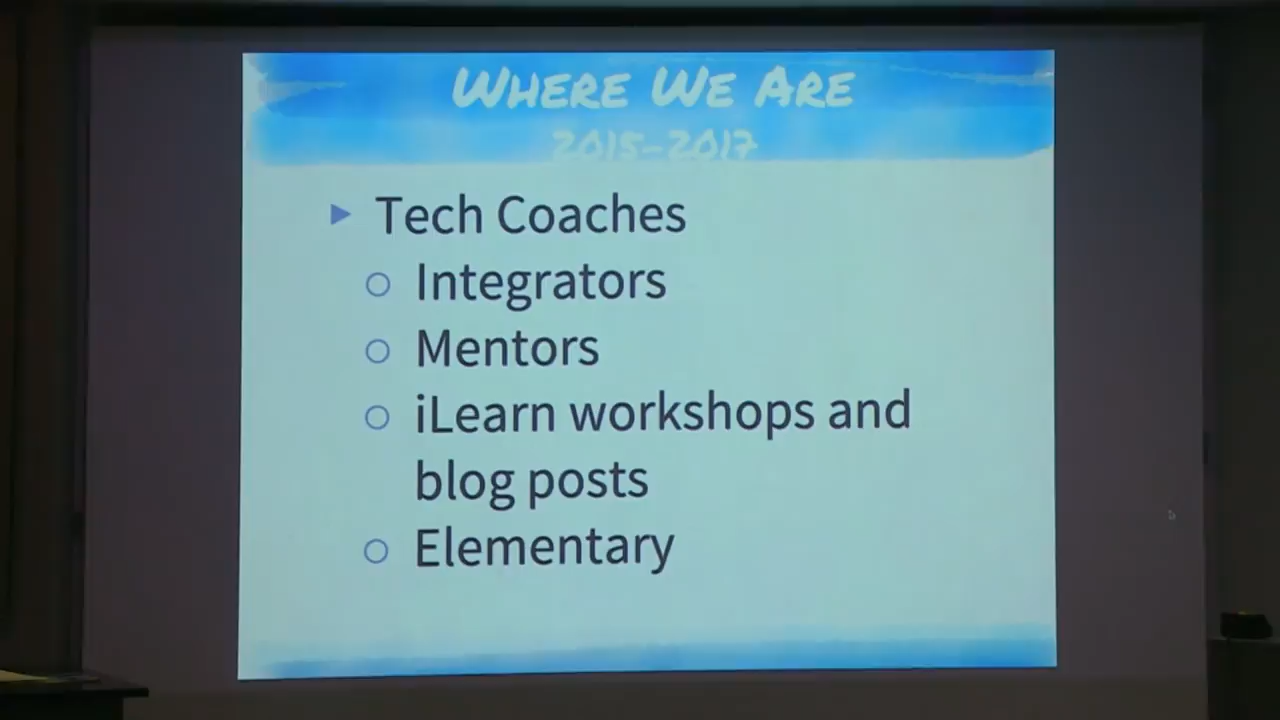 Where We Are
2015-2017
► Tech Coaches
○ Integrators
○ Mentors
○ iLearn workshops and
blog posts
○ Elementary